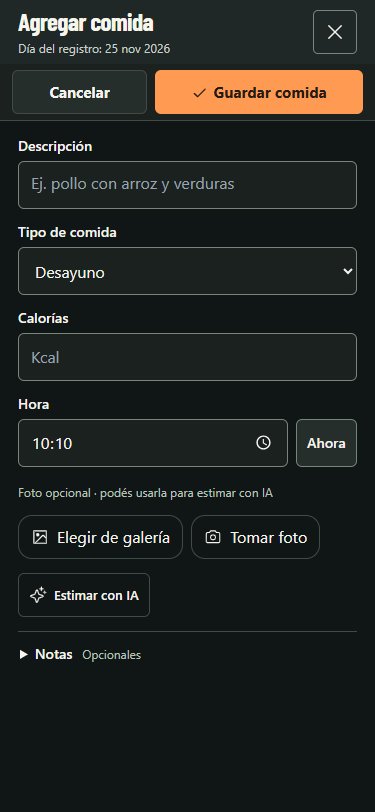 Agregar comida
Día del registro: 25 nov 2026
Cancelar
Guardar comida
Descripción
Ej. pollo con arroz y verduras
Tipo de comida
Desayuno
Calorías
Kcal
Hora
10:10
Ahora
Foto opcional · podés usarla para estimar con IA
Elegir de galería
Tomar foto
Estimar con IA
Notas Opcionales